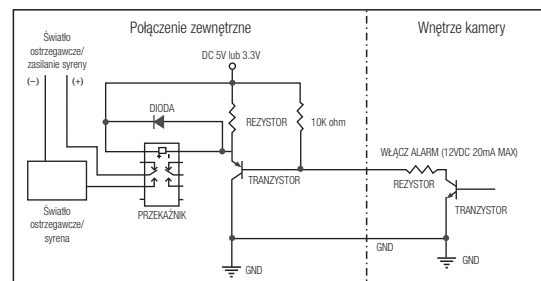 Połączenie zewnętrzne
Wnętrze kamery
Światło
ostrzegawcze/
zasilanie syreny
(−)
(+)
DC 5V lub 3.3V
DIODA
REZYSTOR
10K ohm
WŁĄCZ ALARM (12VDC 20mA MAX)
REZYSTOR
TRANZYSTOR
TRANZYSTOR
PRZEKAŹNIK
Światło
ostrzegawcze/
syrena
GND
GND
GND